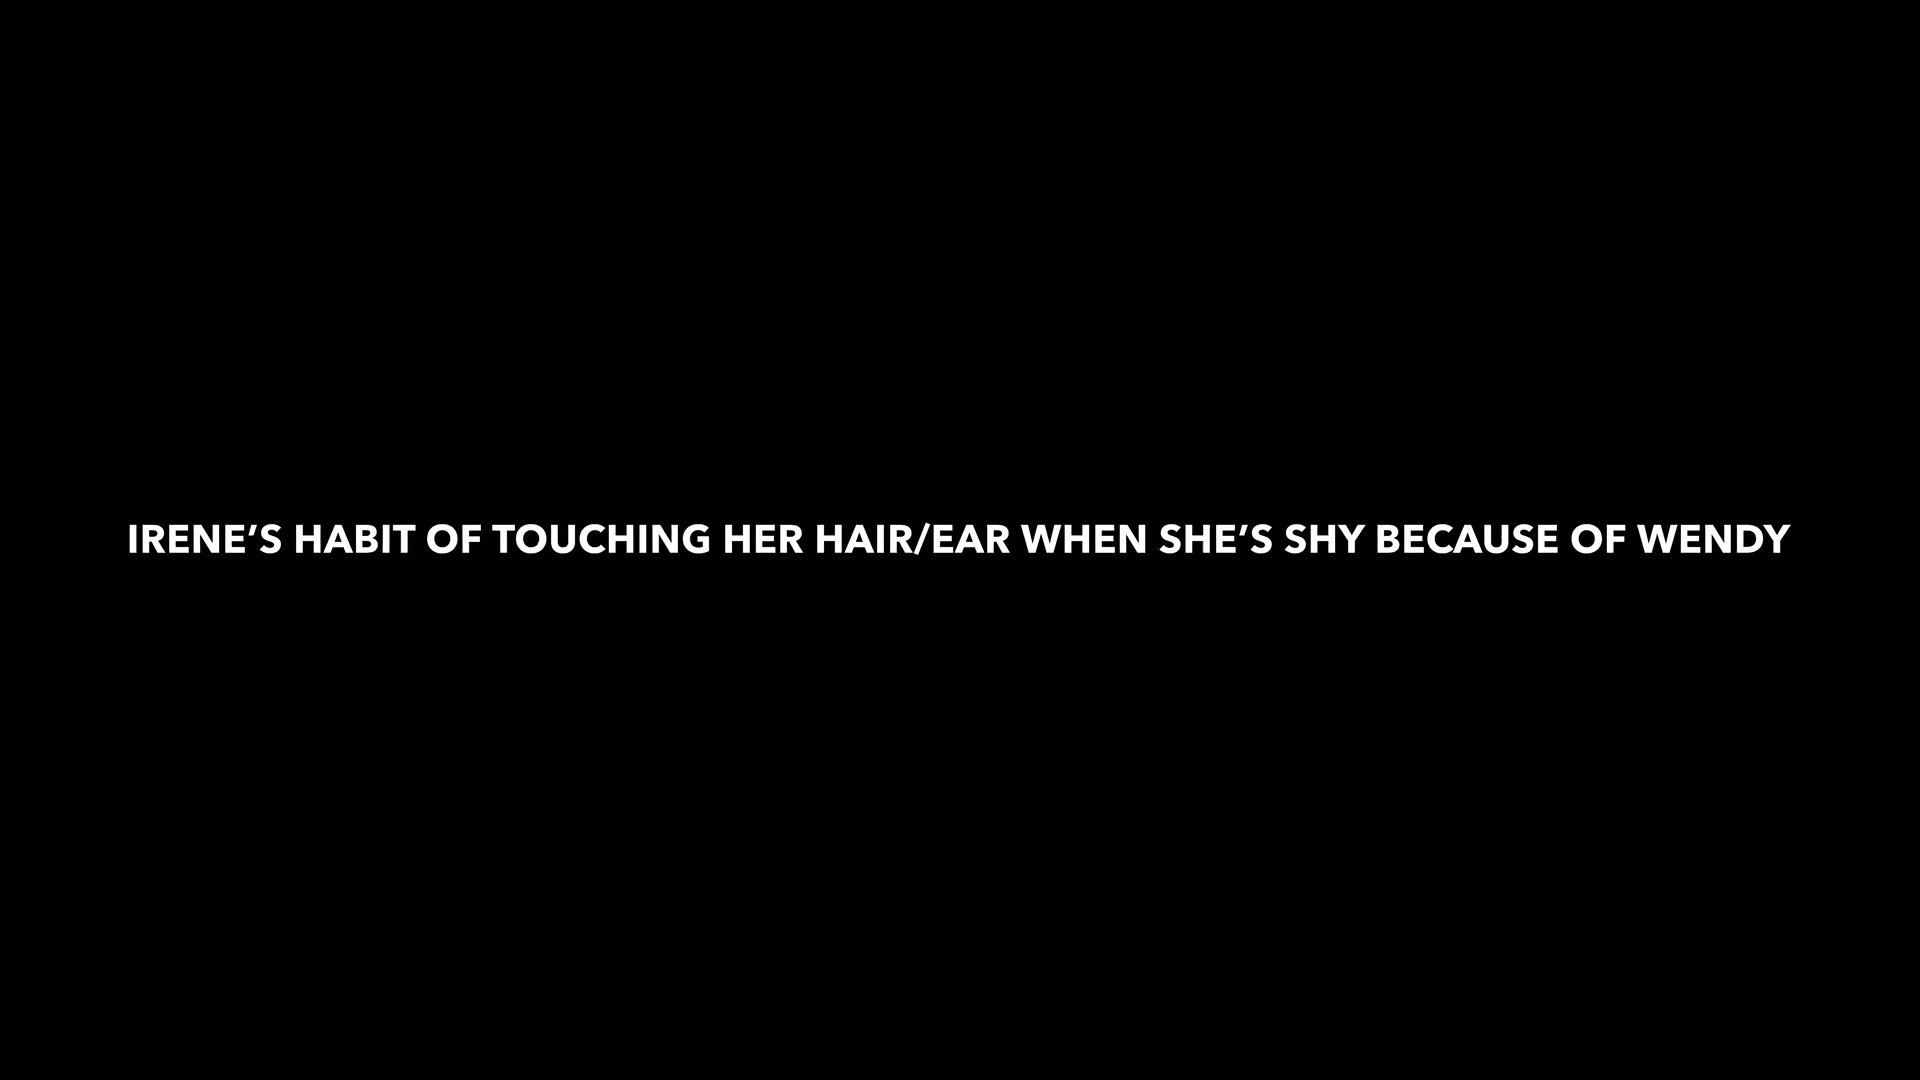 IRENE’S HABIT OF TOUCHING HER HAIR/EAR WHEN SHE’S SHY BECAUSE OF WENDY